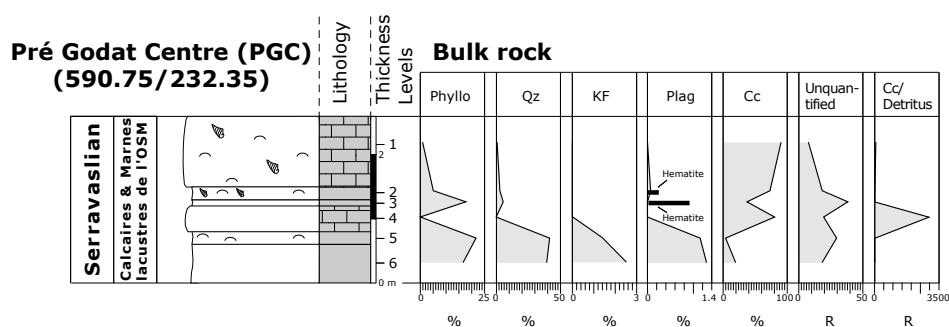 Pré Godat Centre (PGC)
(590.75/232.35)
Lithology
Thickness
Levels
Bulk rock
Phyllo
Qz
KF
Plag
Cc
Unquan-
tified
Cc/
Detritus
Serravaslian
Calcaires & Marnes
lacustres de l'OSM
1
2
2
3
4
5
6
0 m
Hematite
Hematite
0 25
0 50
0 3
0 1.4
0 100
0 50
0 3500
%
%
%
%
%
R
R